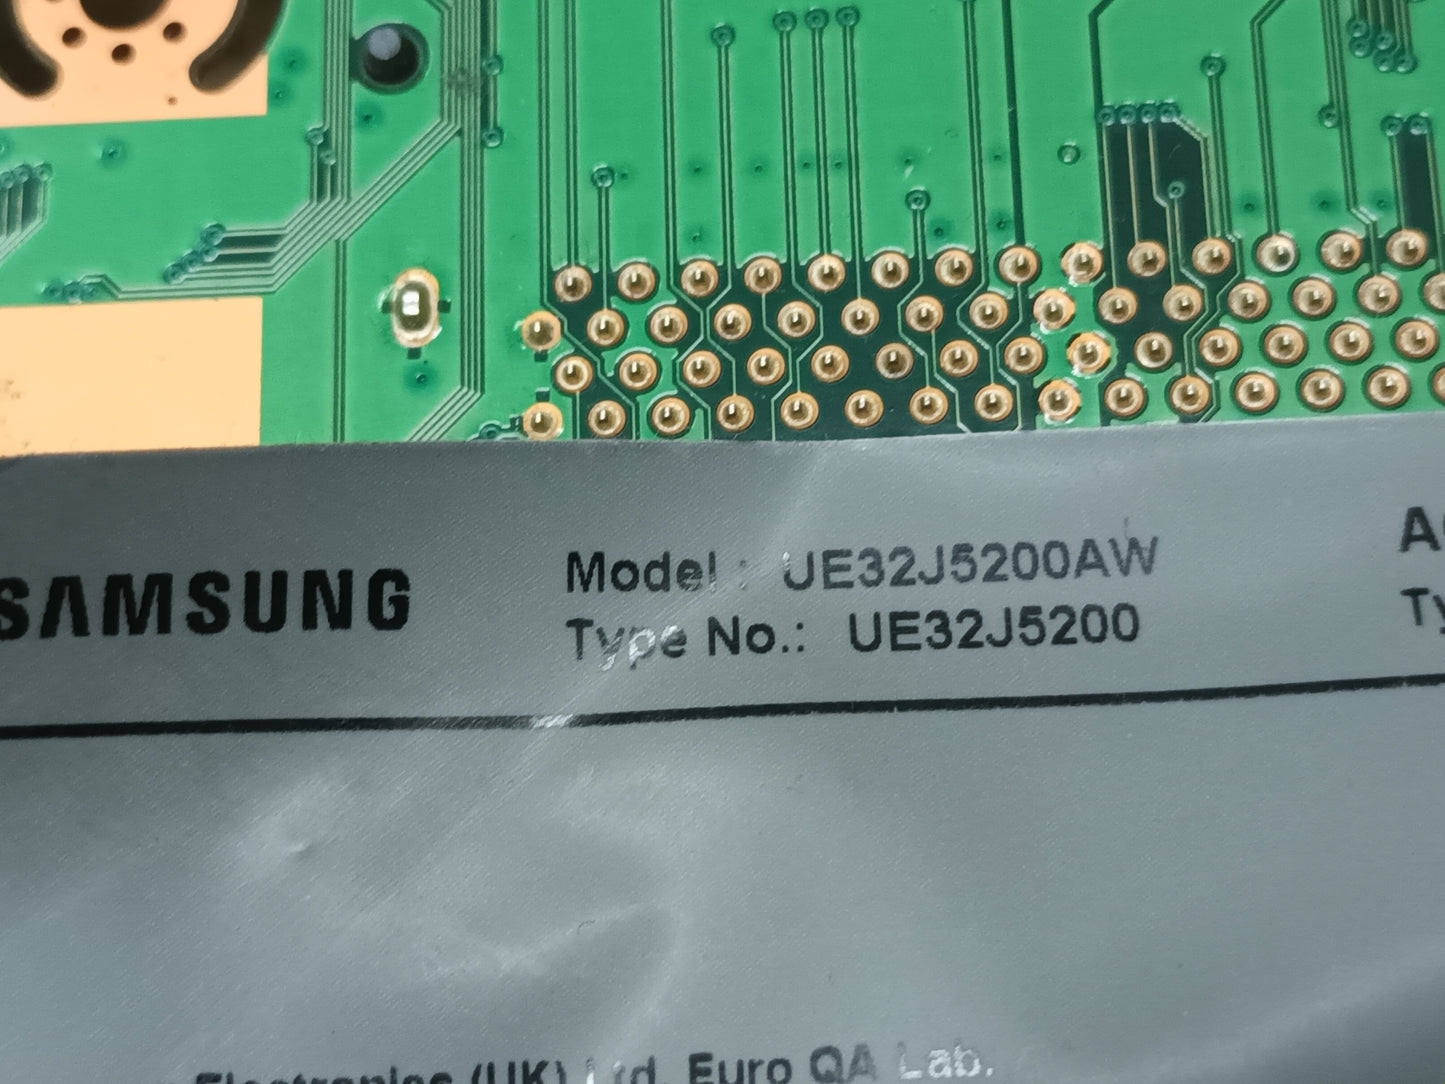 SAMSUNG
Model : UE32J5200AW
Type No.: UE32J5200
Electronics (UK) Ltd. Euro QA Lab.